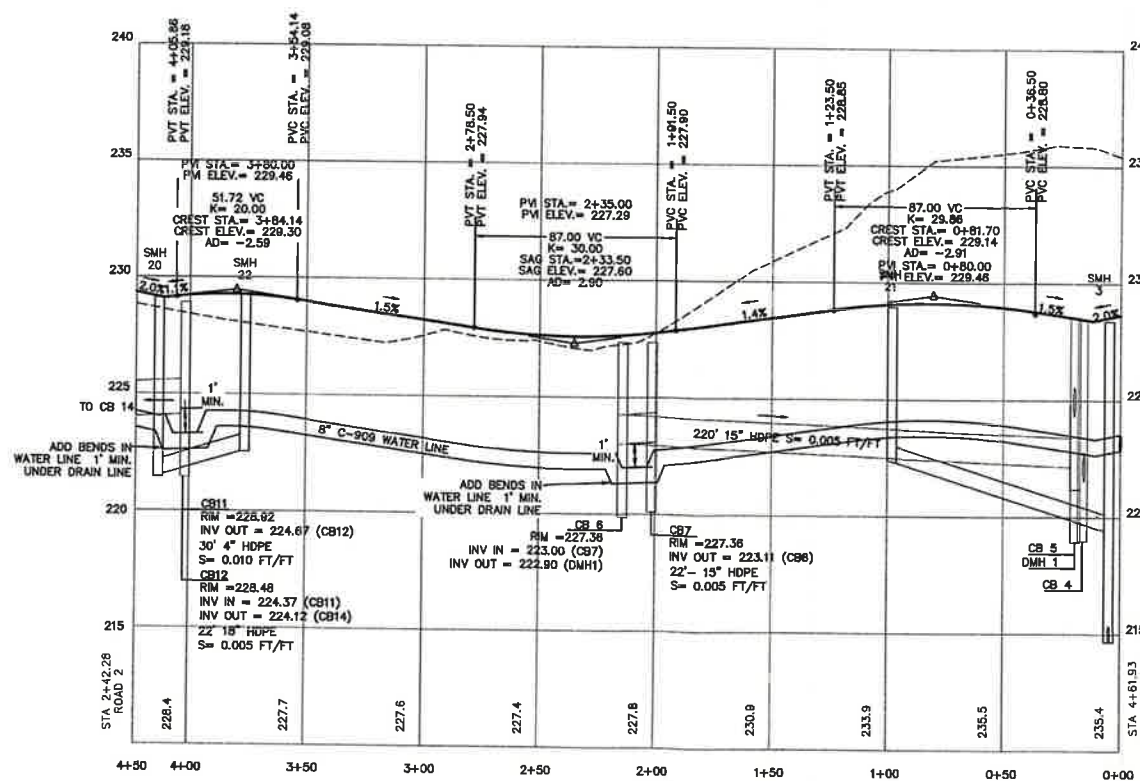 240
235
230
225
220
215
PVT STA. = 4+05.86
PVT ELEV. = 229.18
PVC STA. = 3+54.14
PVC ELEV. = 229.08
PVI STA.= 3+80.00
PVI ELEV.= 229.46
51.72 VC
K= 20.00
CREST STA.= 3+84.14
CREST ELEV.= 229.30
AD= -2.59
SMH
20
SMH
22
2.0%
1.1%
1.5%
PVT STA. = 2+78.50
PVT ELEV. = 227.94
PVC STA. = 1+91.50
PVC ELEV. = 227.90
PVI STA.= 2+35.00
PVI ELEV.= 227.29
87.00 VC
K= 30.00
SAG STA.=2+33.50
SAG ELEV.= 227.60
AD= 2.90
PVT STA. = 1+23.50
PVT ELEV. = 228.85
PVC STA. = 0+36.50
PVC ELEV. = 228.80
87.00 VC
K= 29.86
CREST STA.= 0+81.70
CREST ELEV.= 229.14
AD= -2.91
PVI STA.= 0+80.00
PVI ELEV.= 229.46
21
SMH
3
1.4%
1.5%
2.0%
TO CB 14
1'
MIN.
ADD BENDS IN
WATER LINE 1' MIN.
UNDER DRAIN LINE
8" C-909 WATER LINE
1'
MIN.
220' 15" HDPE S= 0.005 FT/FT
ADD BENDS IN
WATER LINE 1' MIN.
UNDER DRAIN LINE
CB11
RIM =228.92
INV OUT = 224.67 (CB12)
30' 4" HDPE
S= 0.010 FT/FT
CB12
RIM =228.48
INV IN = 224.37 (CB11)
INV OUT = 224.12 (CB14)
22' 18" HDPE
S= 0.005 FT/FT
CB 6
RIM =227.36
INV IN = 223.00 (CB7)
INV OUT = 222.90 (DMH1)
CB7
RIM =227.36
INV OUT = 223.11 (CB6)
22'- 15" HDPE
S= 0.005 FT/FT
CB 5
DMH 1
CB 4
STA 2+42.28
ROAD 2
STA 4+61.93
228.4
227.7
227.6
227.4
227.8
230.9
233.9
235.5
235.4
4+50
4+00
3+50
3+00
2+50
2+00
1+50
1+00
0+50
0+00